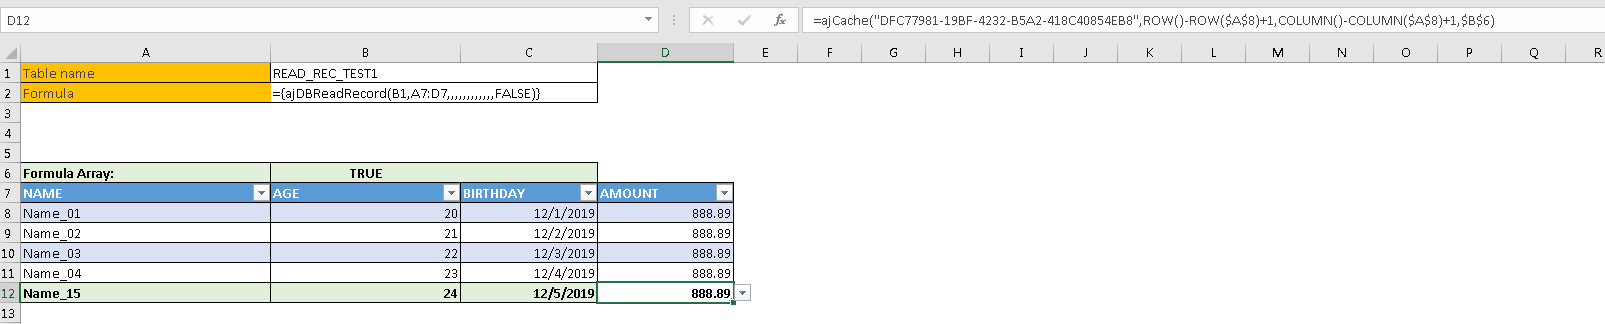 D12 fx =ajCache("DFC77981-19BF-4232-B5A2-418C40854EB8",ROW()-ROW($A$8)+1,COLUMN()-COLUMN($A$8)+1,$B$6)
A B C D E F G H I J K L M N O P Q R
1 Table name READ_REC_TEST1
2 Formula ={ajDBReadRecord(B1,A7:D7,,,,,,,,,,,,FALSE)}
3
4
5
6 Formula Array: TRUE
7 NAME AGE BIRTHDAY AMOUNT
8 Name_01 20 12/1/2019 888.89
9 Name_02 21 12/2/2019 888.89
10 Name_03 22 12/3/2019 888.89
11 Name_04 23 12/4/2019 888.89
12 Name_15 24 12/5/2019 888.89
13